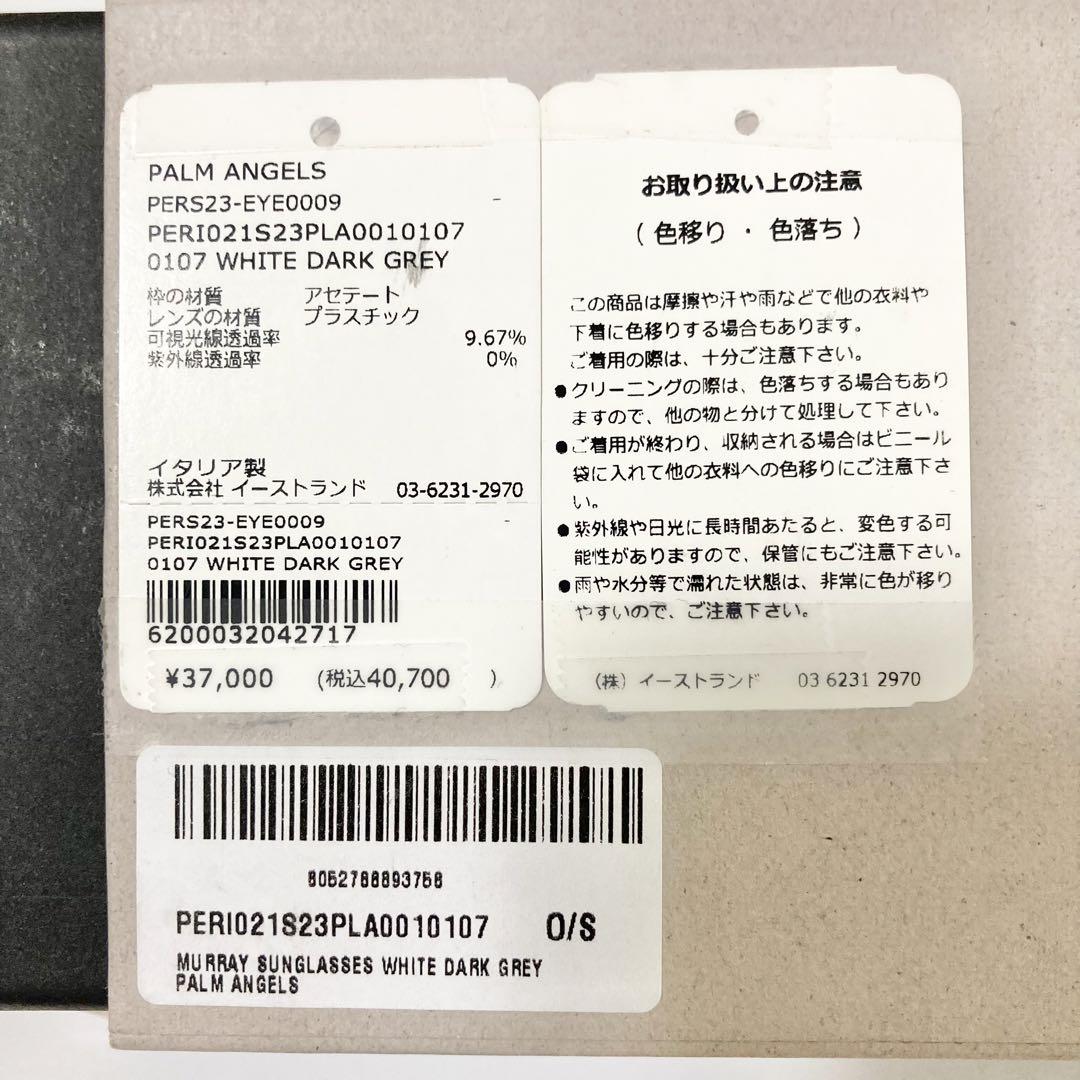 PALM ANGELS
PERS23-EYE0009 -
PERI021S23PLA0010107
0107 WHITE DARK GREY
枠の材質 アセテート
レンズの材質 プラスチック
可視光線透過率 9.67%
紫外線透過率 0%
イタリア製
株式会社 イーストランド 03-6231-2970
PERS23-EYE0009 -
PERI021S23PLA0010107
0107 WHITE DARK GREY
6200032042717
¥37,000 (税込40,700 )
お取り扱い上の注意
( 色移り ・ 色落ち )
この商品は摩擦や汗や雨などで他の衣料や
下着に色移りする場合もあります。
ご着用の際は、十分ご注意下さい。
●クリーニングの際は、色落ちする場合もあり
ますので、他の物と分けて処理して下さい。
●ご着用が終わり、収納される場合はビニール
袋に入れて他の衣料への色移りにご注意下さ
い。
●紫外線や日光に長時間あたると、変色する可
能性がありますので、保管にもご注意下さい。
●雨や水分等で濡れた状態は、非常に色が移り
やすいので、ご注意下さい。
(株) イーストランド 03 6231 2970
8052788893758
PERI021S23PLA0010107 O/S
MURRAY SUNGLASSES WHITE DARK GREY
PALM ANGELS